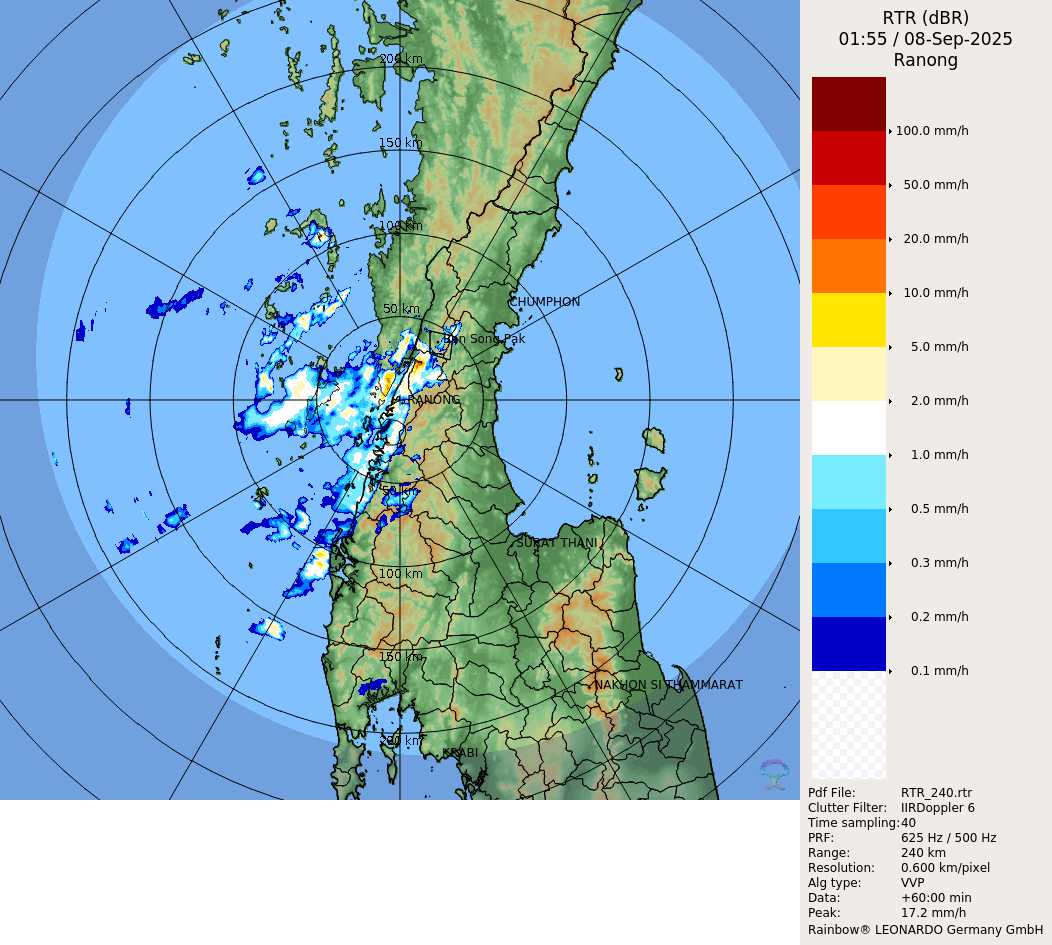 RTR (dBR)
01:55 / 08-Sep-2025
Ranong
200 km
150 km
100 km
50 km
CHUMPHON
Ban Song Pak
RANONG
50 km
SURAT THANI
100 km
150 km
NAKHON SI THAMMARAT
200 km
KRABI
100.0 mm/h
50.0 mm/h
20.0 mm/h
10.0 mm/h
5.0 mm/h
2.0 mm/h
1.0 mm/h
0.5 mm/h
0.3 mm/h
0.2 mm/h
0.1 mm/h
Pdf File: RTR_240.rtr
Clutter Filter: IIRDoppler 6
Time sampling: 40
PRF: 625 Hz / 500 Hz
Range: 240 km
Resolution: 0.600 km/pixel
Alg type: VVP
Data: +60:00 min
Peak: 17.2 mm/h
Rainbow® LEONARDO Germany GmbH